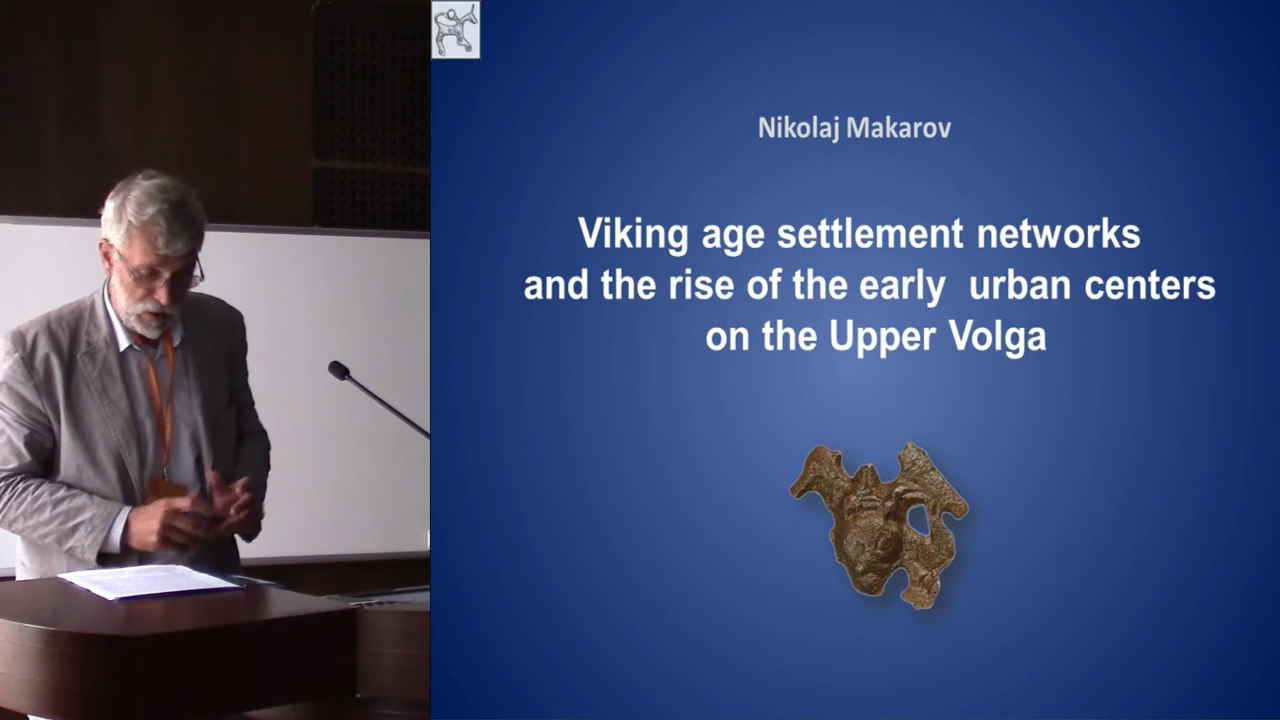 Nikolaj Makarov
Viking age settlement networks
and the rise of the early urban centers
on the Upper Volga